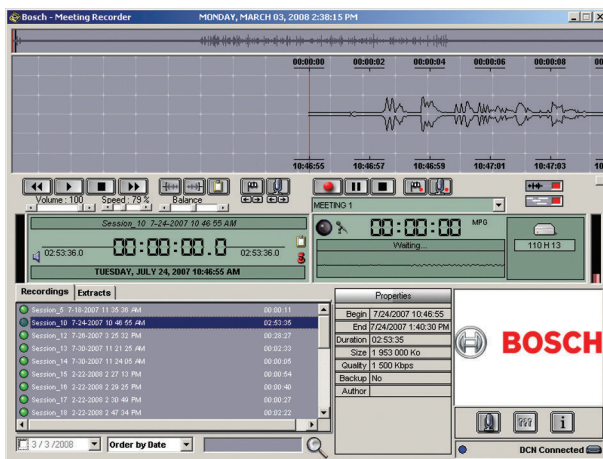 Bosch - Meeting Recorder MONDAY, MARCH 03, 2008 2:38:15 PM
00:00:00 00:00:02 00:00:04 00:00:06 00:00:08 00
10:46:55 10:46:57 10:46:59 10:47:01 10:47:03 10
Volume : 100 Speed : 79 % Balance
MEETING 1
Session_10 7-24-2007 10 46 55 AM
02:53:36.0 00:00:00.0 02:53:36.0
TUESDAY, JULY 24, 2007 10:46:55 AM
00:00:00 MPG
Waiting...
110 H 13
Recordings Extracts
Session_5 7-18-2007 11 35 36 AM 00:00:11
Session_10 7-24-2007 10 46 55 AM 02:53:35
Session_12 7-26-2007 3 25 32 PM 00:28:27
Session_13 7-30-2007 11 21 25 AM 00:02:33
Session_14 7-30-2007 11 24 05 AM 00:00:05
Session_15 2-22-2008 2 27 13 PM 00:00:54
Session_16 2-22-2008 2 29 25 PM 00:00:40
Session_17 2-22-2008 2 30 49 PM 00:00:27
Session_18 2-22-2008 2 47 34 PM 00:02:22
3 / 3 /2008 Order by Date
Properties
Begin 7/24/2007 10:46:55
End 7/24/2007 1:40:30 PM
Duration 02:53:35
Size 1 953 000 Ko
Quality 1 500 Kbps
Backup No
Author
BOSCH
???
i
DCN Connected